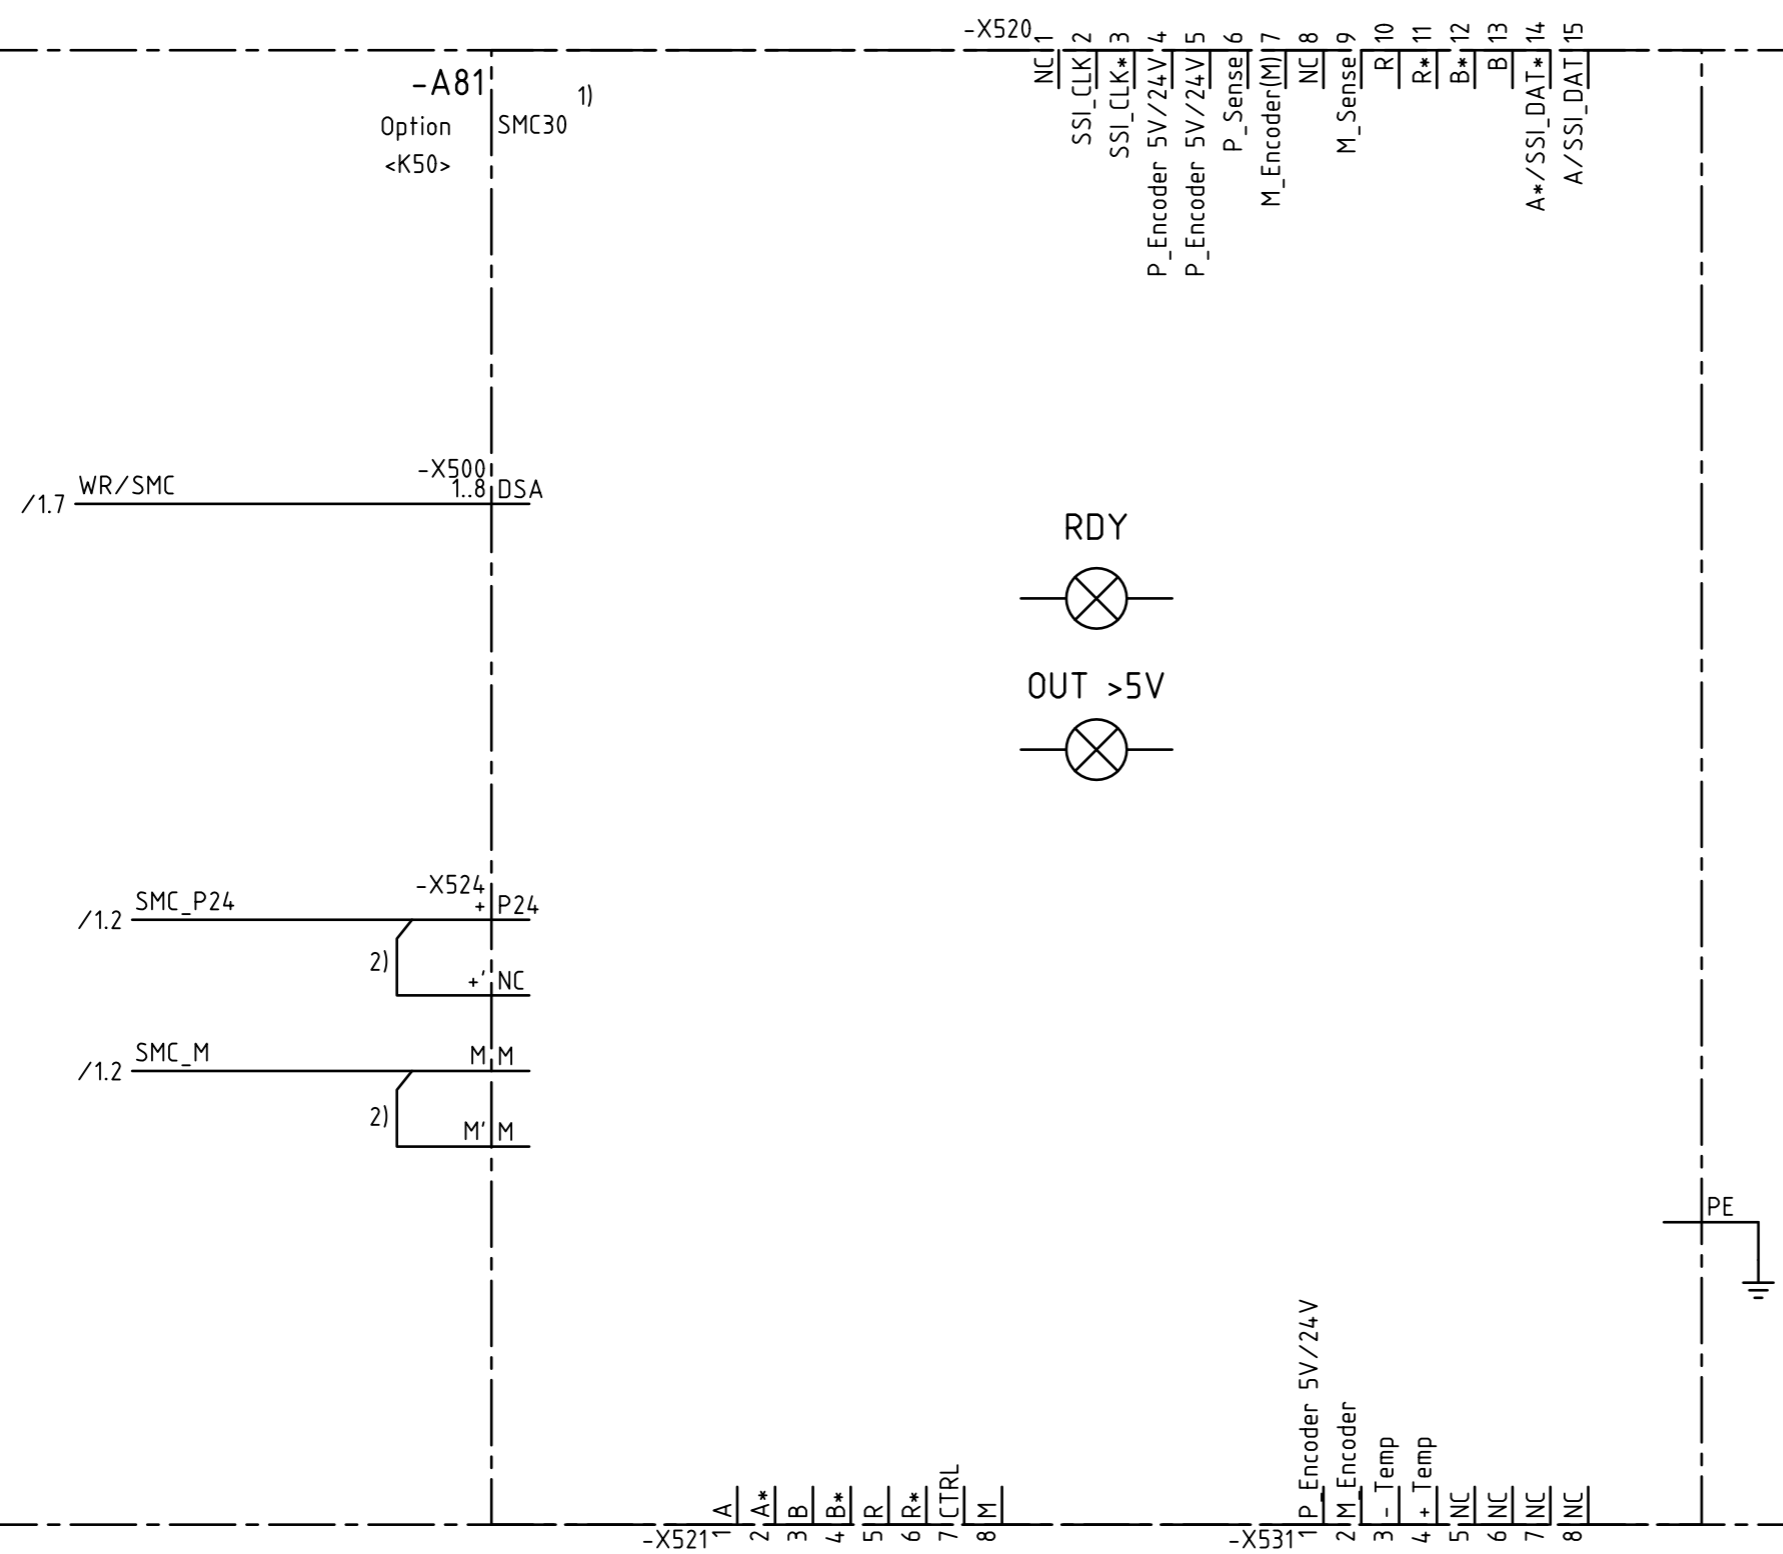 -X520
1 NC
2 SSI_CLK
3 SSI_CLK*
4 P_Encoder 5V/24V
5 P_Encoder 5V/24V
6 P_Sense
7 M_Encoder(M)
8 NC
9 M_Sense
10 R
11 R*
12 B*
13 B
14 A*/SSI_DAT*
15 A/SSI_DAT
-A81
1)
Option
SMC30
<K50>
-X500
/1.7 WR/SMC 1..8 DSA
RDY
OUT >5V
-X524
/1.2 SMC_P24 + P24
2)
+' NC
/1.2 SMC_M M M
2)
M' M
PE
-X521
1 A
2 A*
3 B
4 B*
5 R
6 R*
7 CTRL
8 M
-X531
1 P_Encoder 5V/24V
2 M_Encoder
3 - Temp
4 + Temp
5 NC
6 NC
7 NC
8 NC